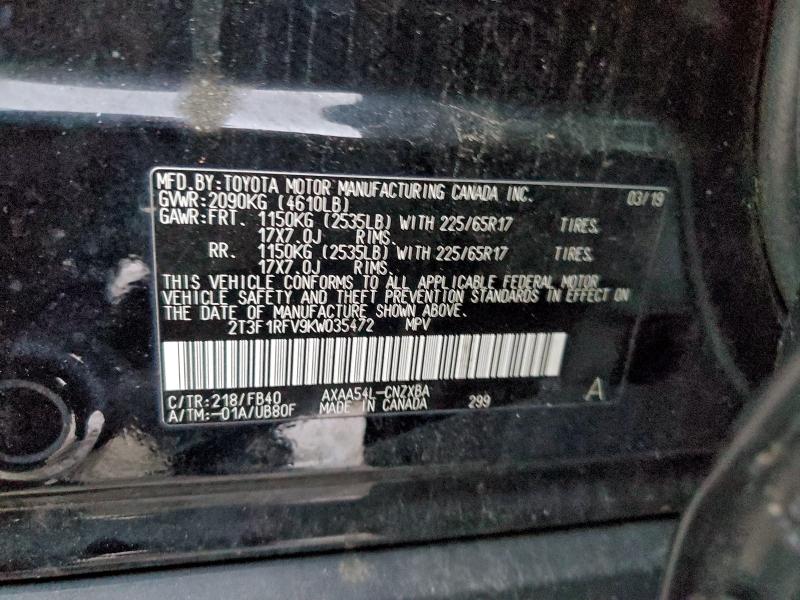 MFD.BY:TOYOTA MOTOR MANUFACTURING CANADA INC. 03/19
GVWR:2090KG (4610LB)
GAWR:FRT. 1150KG (2535LB) WITH 225/65R17 TIRES,
17X7.0J RIMS.
RR. 1150KG (2535LB) WITH 225/65R17 TIRES,
17X7.0J RIMS.
THIS VEHICLE CONFORMS TO ALL APPLICABLE FEDERAL MOTOR
VEHICLE SAFETY AND THEFT PREVENTION STANDARDS IN EFFECT ON
THE DATE OF MANUFACTURE SHOWN ABOVE.
2T3F1RFV9KW035472 MPV
C/TR:218/FB40 AXAA54L-CNZXBA A
A/TM:-01A/UB80F MADE IN CANADA 299